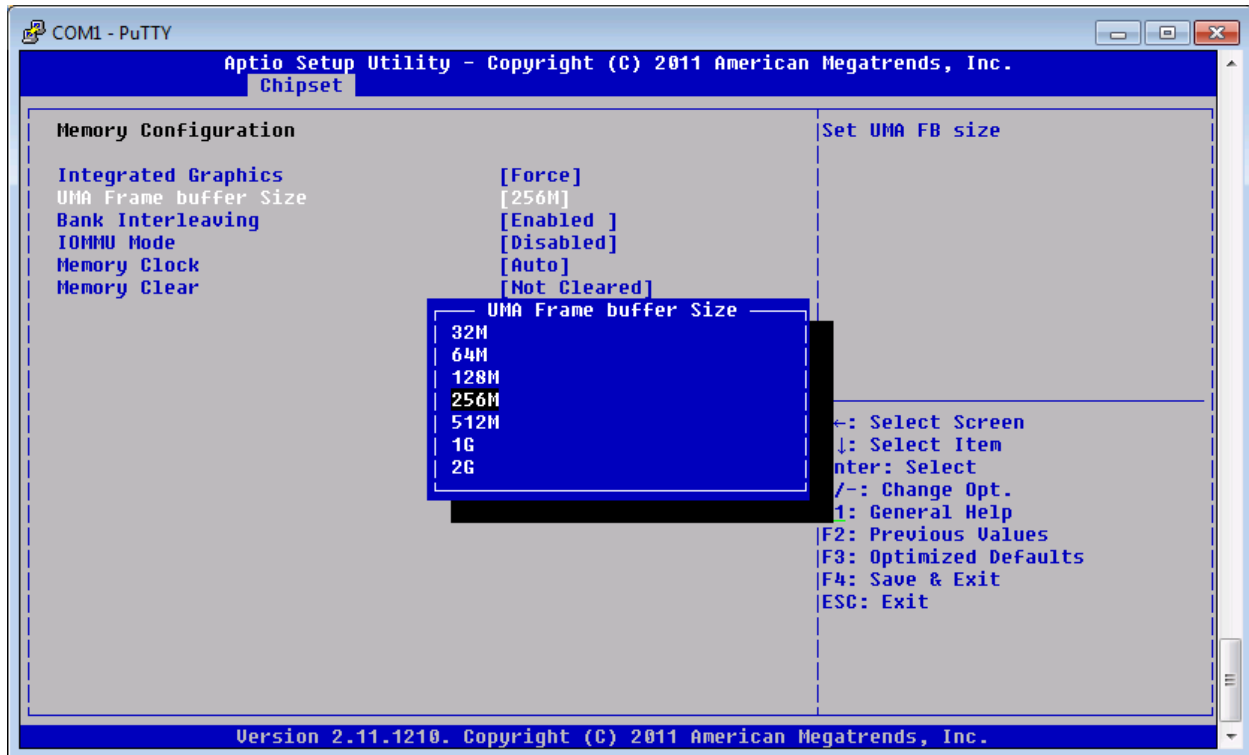 COM1 - PuTTY
Aptio Setup Utility - Copyright (C) 2011 American Megatrends, Inc.
Chipset
Memory Configuration
Set UMA FB size
Integrated Graphics [Force]
UMA Frame buffer Size [256M]
Bank Interleaving [Enabled ]
IOMMU Mode [Disabled]
Memory Clock [Auto]
Memory Clear [Not Cleared]
UMA Frame buffer Size
32M
64M
128M
256M
512M
1G
2G
←: Select Screen
↓: Select Item
nter: Select
/-: Change Opt.
1: General Help
F2: Previous Values
F3: Optimized Defaults
F4: Save & Exit
ESC: Exit
Version 2.11.1210. Copyright (C) 2011 American Megatrends, Inc.